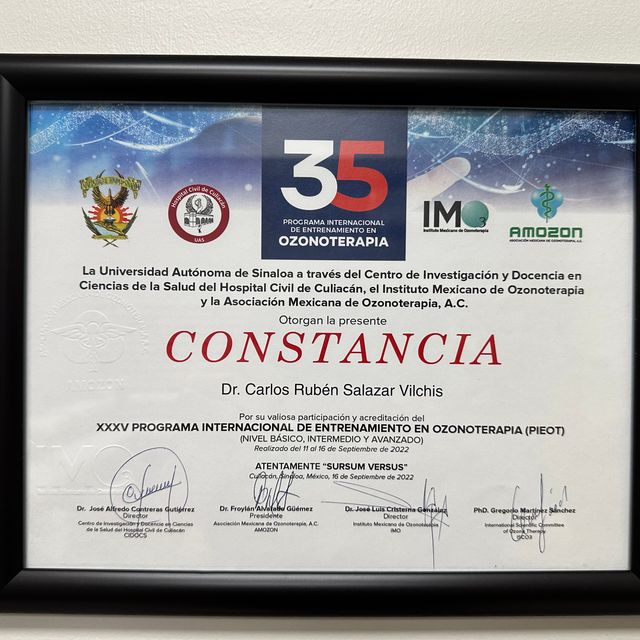 35
PROGRAMA INTERNACIONAL
DE ENTRENAMIENTO EN
OZONOTERAPIA
Hospital Civil de Culiacán
UAS
IMO3
Instituto Mexicano de Ozonoterapia
AMOZON
ASOCIACIÓN MEXICANA DE OZONOTERAPIA, A.C.
La Universidad Autónoma de Sinaloa a través del Centro de Investigación y Docencia en
Ciencias de la Salud del Hospital Civil de Culiacán, el Instituto Mexicano de Ozonoterapia
y la Asociación Mexicana de Ozonoterapia, A.C.
Otorgan la presente
CONSTANCIA
Dr. Carlos Rubén Salazar Vilchis
Por su valiosa participación y acreditación del
XXXV PROGRAMA INTERNACIONAL DE ENTRENAMIENTO EN OZONOTERAPIA (PIEOT)
(NIVEL BÁSICO, INTERMEDIO Y AVANZADO)
Realizado del 11 al 16 de Septiembre de 2022
ATENTAMENTE "SURSUM VERSUS"
Culiacán, Sinaloa, México, 16 de Septiembre de 2022
Dr. José Alfredo Contreras Gutiérrez
Director
Centro de Investigación y Docencia en Ciencias
de la Salud del Hospital Civil de Culiacán
CIDOCS
Dr. Froylán Alvarado Güémez
Presidente
Asociación Mexicana de Ozonoterapia, A.C.
AMOZON
Dr. José Luis Cisterna González
Director
Instituto Mexicano de Ozonoterapia
IMO
PhD. Gregorio Martínez Sánchez
Director
International Scientific Committee
of Ozone Therapy
ISCO3
AMOZON
IMO